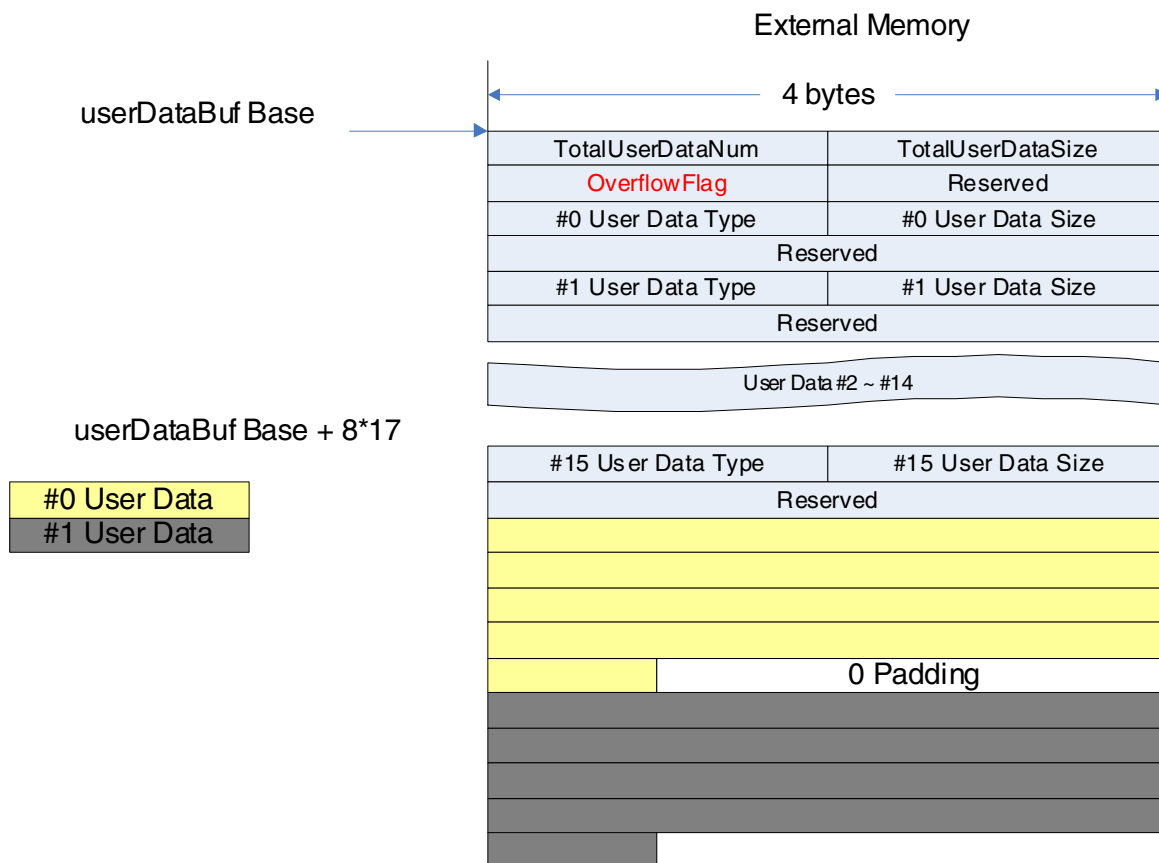 External Memory
4 bytes
userDataBuf Base
TotalUserDataNum TotalUserDataSize
OverflowFlag Reserved
#0 User Data Type #0 User Data Size
Reserved
#1 User Data Type #1 User Data Size
Reserved
User Data #2 ~ #14
userDataBuf Base + 8*17
#15 User Data Type #15 User Data Size
#0 User Data Reserved
#1 User Data
0 Padding